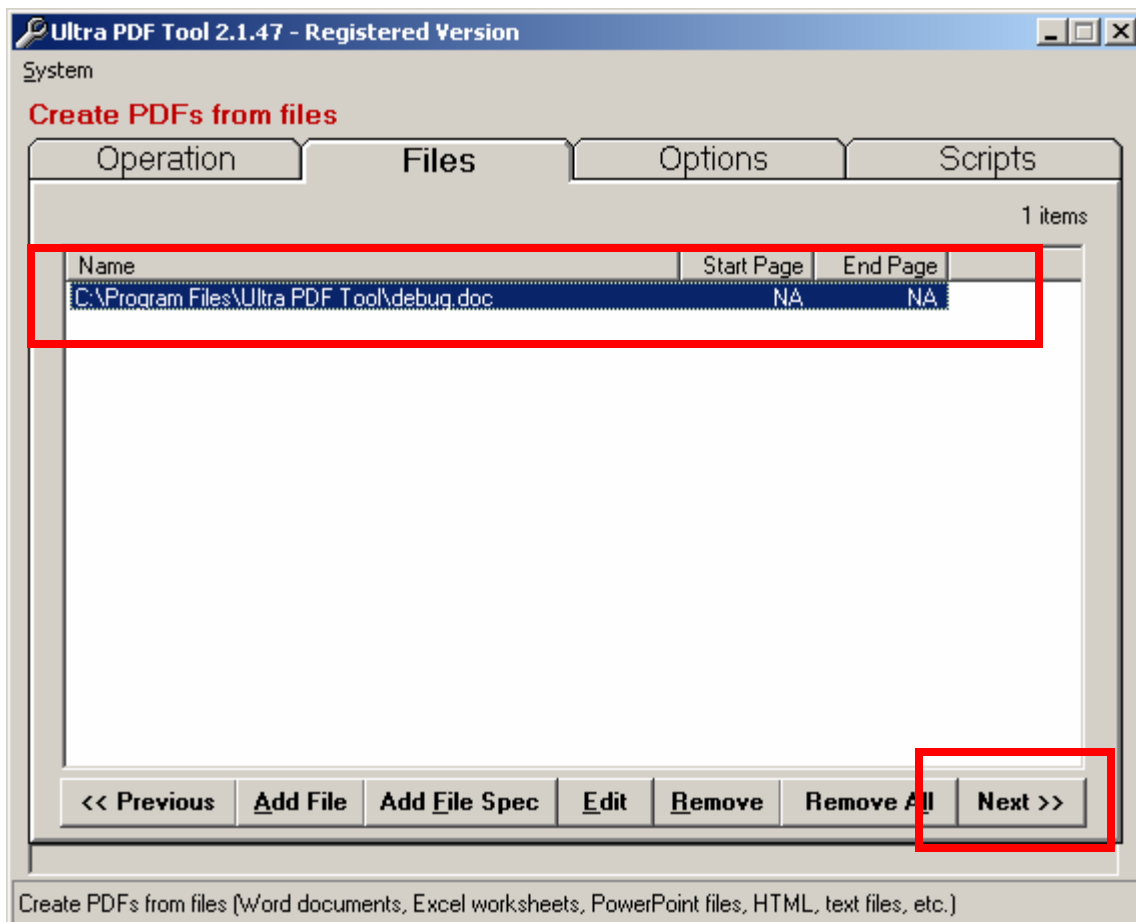 Ultra PDF Tool 2.1.47 - Registered Version
System
Create PDFs from files
Operation Files Options Scripts
1 items
Name Start Page End Page
C:\Program Files\Ultra PDF Tool\debug.doc NA NA
<< Previous Add File Add File Spec Edit Remove Remove All Next >>
Create PDFs from files (Word documents, Excel worksheets, PowerPoint files, HTML, text files, etc.)